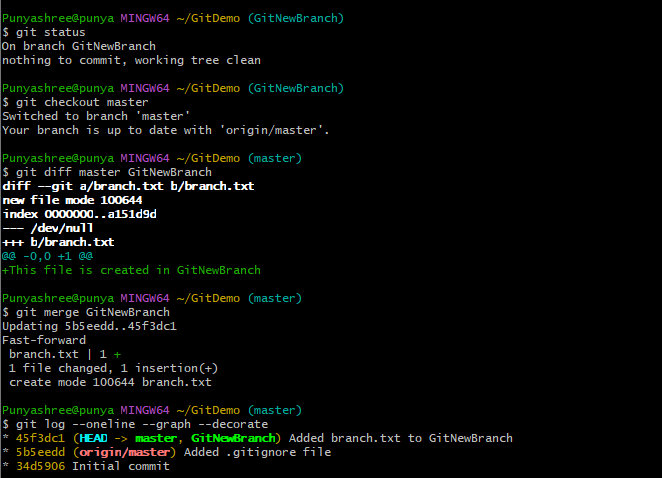 Punyashree@punya MINGW64 ~/GitDemo (GitNewBranch)
$ git status
On branch GitNewBranch
nothing to commit, working tree clean
Punyashree@punya MINGW64 ~/GitDemo (GitNewBranch)
$ git checkout master
Switched to branch 'master'
Your branch is up to date with 'origin/master'.
Punyashree@punya MINGW64 ~/GitDemo (master)
$ git diff master GitNewBranch
diff --git a/branch.txt b/branch.txt
new file mode 100644
index 0000000..a151d9d
--- /dev/null
+++ b/branch.txt
@@ -0,0 +1 @@
+This file is created in GitNewBranch
Punyashree@punya MINGW64 ~/GitDemo (master)
$ git merge GitNewBranch
Updating 5b5eedd..45f3dc1
Fast-forward
 branch.txt | 1 +
 1 file changed, 1 insertion(+)
 create mode 100644 branch.txt
Punyashree@punya MINGW64 ~/GitDemo (master)
$ git log --oneline --graph --decorate
* 45f3dc1 (HEAD -> master, GitNewBranch) Added branch.txt to GitNewBranch
* 5b5eedd (origin/master) Added .gitignore file
* 34d5906 Initial commit